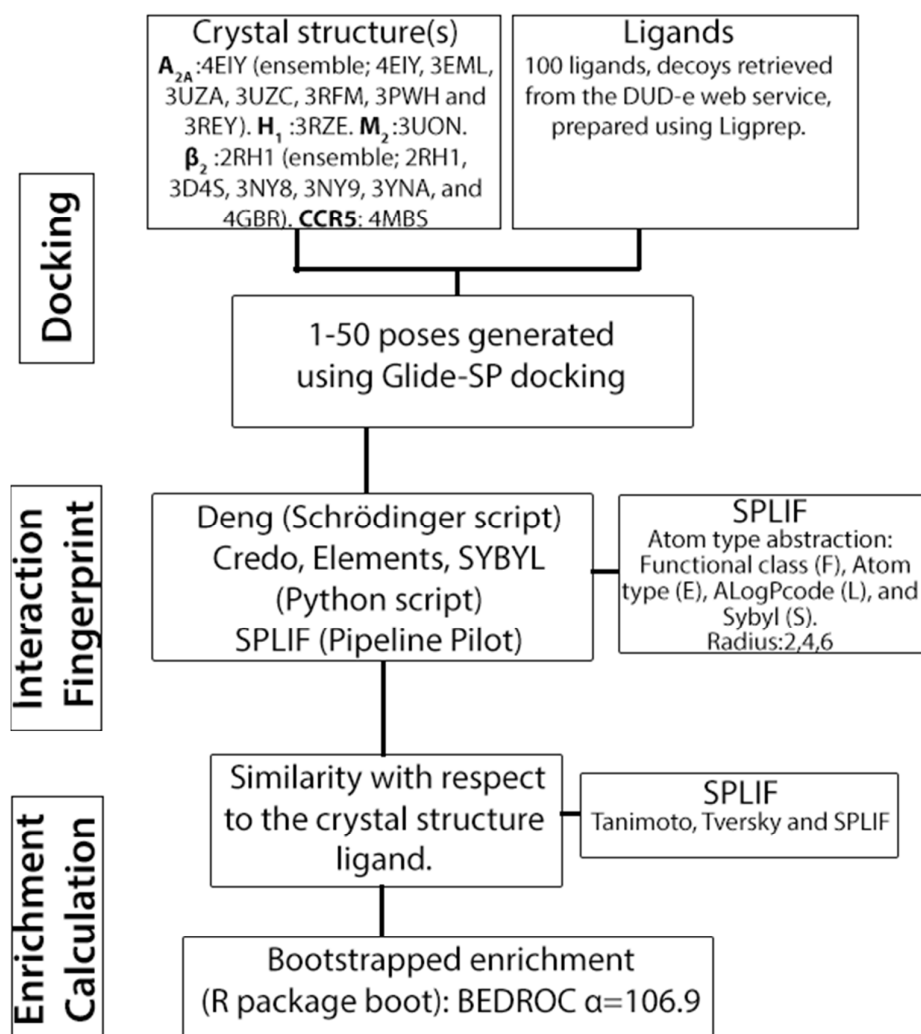 Docking
Crystal structure(s)
A2A :4EIY (ensemble; 4EIY, 3EML,
3UZA, 3UZC, 3RFM, 3PWH and
3REY). H1 :3RZE. M2 :3UON.
β2 :2RH1 (ensemble; 2RH1,
3D4S, 3NY8, 3NY9, 3YNA, and
4GBR). CCR5: 4MBS
Ligands
100 ligands, decoys retrieved
from the DUD-e web service,
prepared using Ligprep.
1-50 poses generated
using Glide-SP docking
Interaction
Fingerprint
Deng (Schrödinger script)
Credo, Elements, SYBYL
(Python script)
SPLIF (Pipeline Pilot)
SPLIF
Atom type abstraction:
Functional class (F), Atom
type (E), ALogPcode (L), and
Sybyl (S).
Radius:2,4,6
Enrichment
Calculation
Similarity with respect
to the crystal structure
ligand.
SPLIF
Tanimoto, Tversky and SPLIF
Bootstrapped enrichment
(R package boot): BEDROC α=106.9